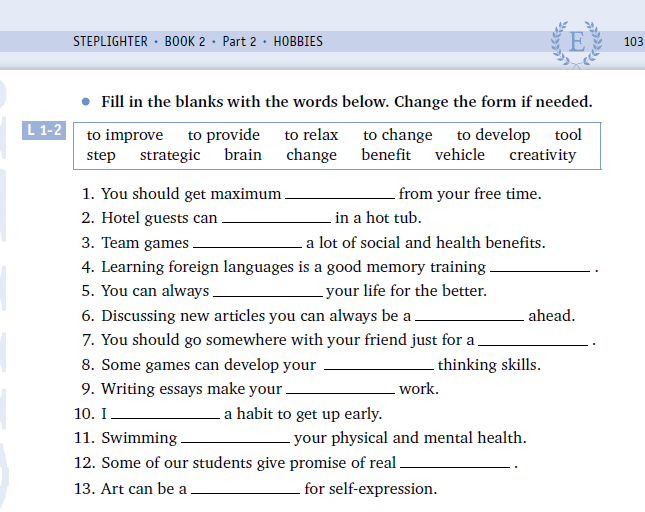 STEPLIGHTER · BOOK 2 · Part 2 · HOBBIES E 103
• Fill in the blanks with the words below. Change the form if needed.
L 1-2
to improve to provide to relax to change to develop tool
step strategic brain change benefit vehicle creativity
1. You should get maximum ____________ from your free time.
2. Hotel guests can ____________ in a hot tub.
3. Team games ____________ a lot of social and health benefits.
4. Learning foreign languages is a good memory training ____________ .
5. You can always ____________ your life for the better.
6. Discussing new articles you can always be a ____________ ahead.
7. You should go somewhere with your friend just for a ____________ .
8. Some games can develop your ____________ thinking skills.
9. Writing essays make your ____________ work.
10. I ____________ a habit to get up early.
11. Swimming ____________ your physical and mental health.
12. Some of our students give promise of real ____________ .
13. Art can be a ____________ for self-expression.